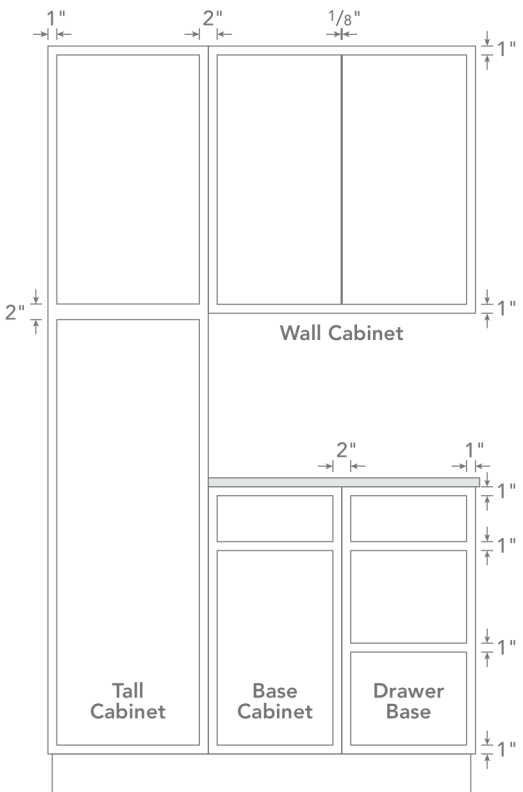 1" 2" 1/8"
1"
2" 1"
Wall Cabinet
2" 1"
1"
1"
1"
Tall Base Drawer
Cabinet Cabinet Base
1"